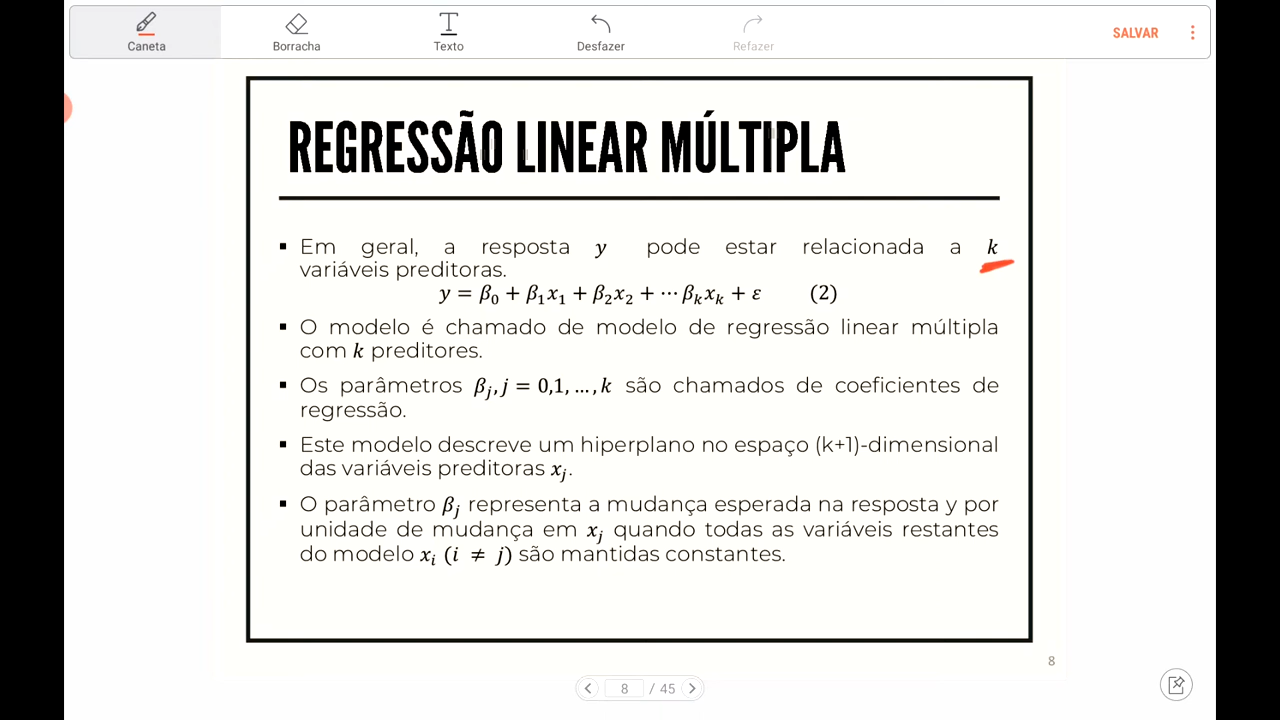 Caneta Borracha Texto Desfazer Refazer SALVAR
REGRESSÃO LINEAR MÚLTIPLA
▪ Em geral, a resposta y pode estar relacionada a k
variáveis preditoras.
y = β₀ + β₁x₁ + β₂x₂ + ⋯ βₖxₖ + ε (2)
▪ O modelo é chamado de modelo de regressão linear múltipla
com k preditores.
▪ Os parâmetros βⱼ, j = 0,1, … , k são chamados de coeficientes de
regressão.
▪ Este modelo descreve um hiperplano no espaço (k+1)-dimensional
das variáveis preditoras xⱼ.
▪ O parâmetro βⱼ representa a mudança esperada na resposta y por
unidade de mudança em xⱼ quando todas as variáveis restantes
do modelo xᵢ (i ≠ j) são mantidas constantes.
8
8 / 45